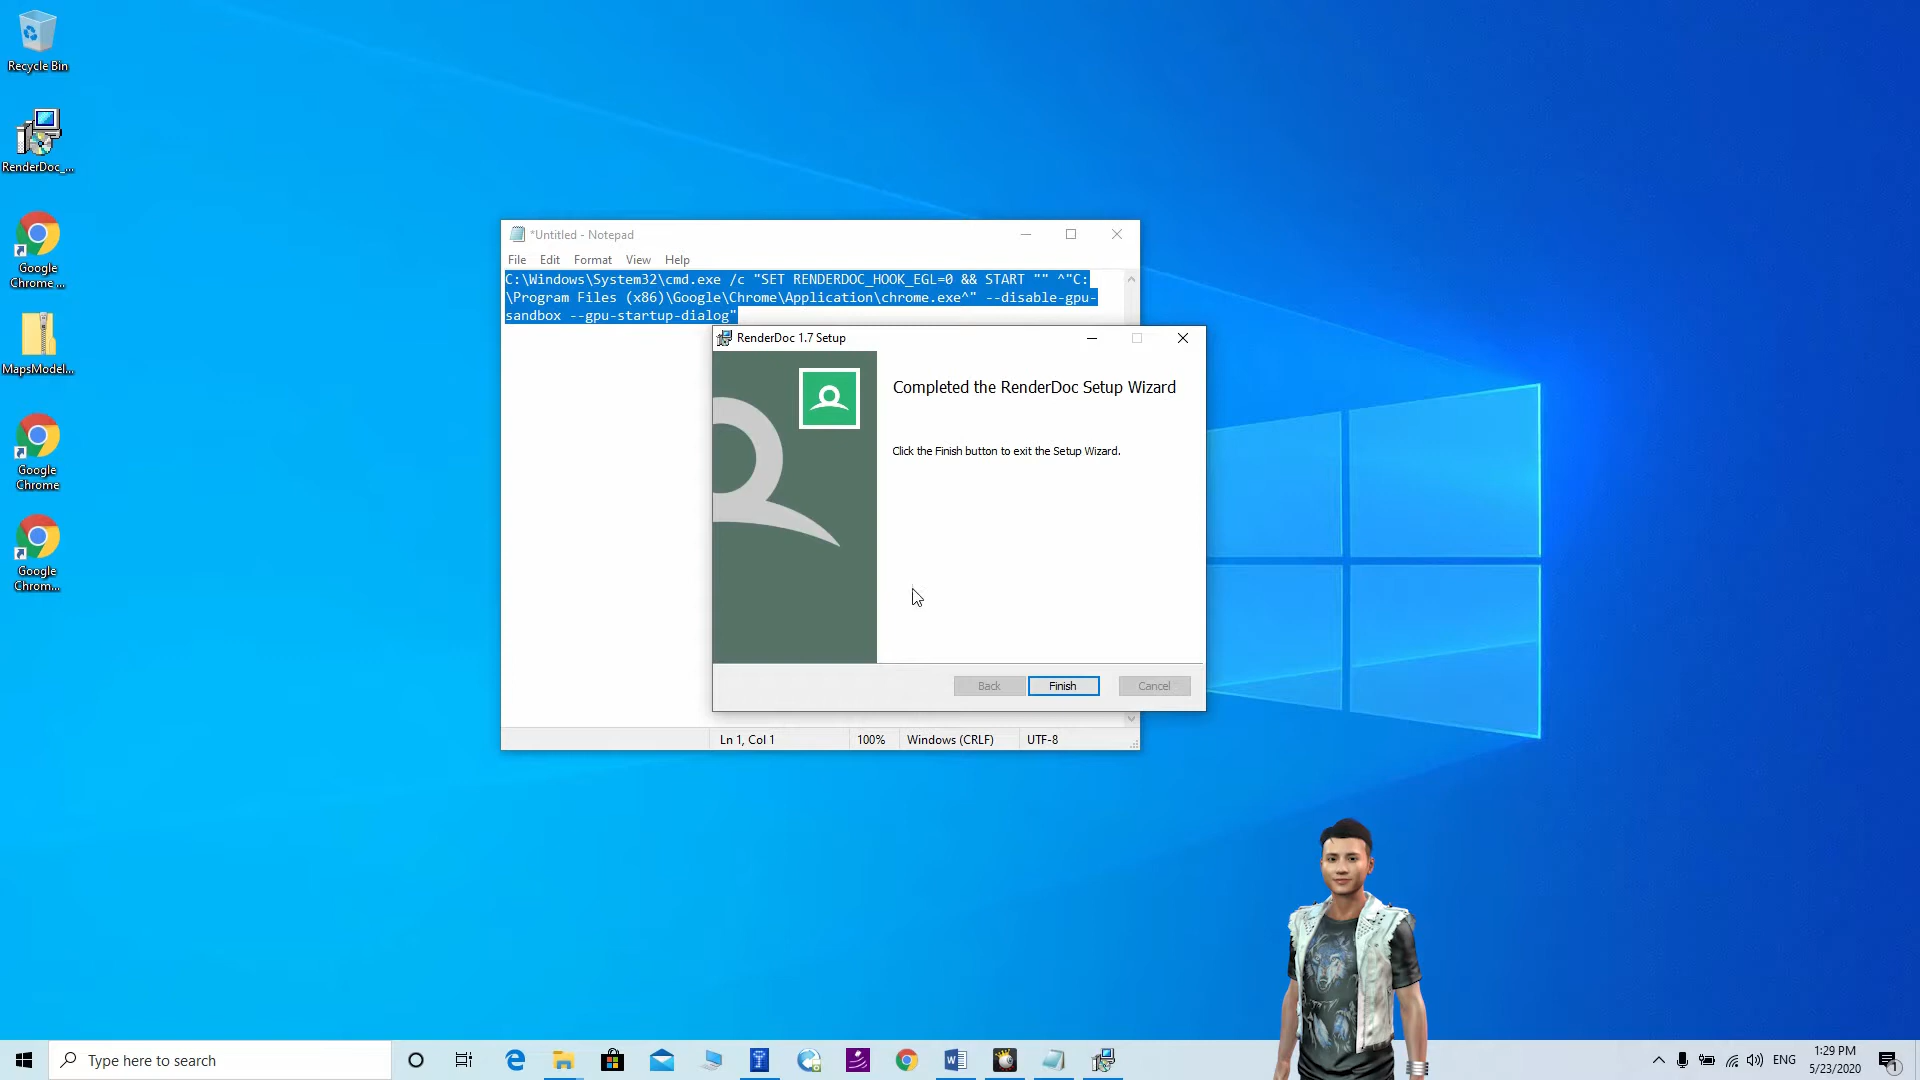 Recycle Bin
RenderDoc_...
Google
Chrome ...
MapsModel...
Google
Chrome
Google
Chrom...
*Untitled - Notepad
File Edit Format View Help
C:\Windows\System32\cmd.exe /c "SET RENDERDOC_HOOK_EGL=0 && START "" ^"C:
\Program Files (x86)\Google\Chrome\Application\chrome.exe^" --disable-gpu-
sandbox --gpu-startup-dialog"
RenderDoc 1.7 Setup
Completed the RenderDoc Setup Wizard
Click the Finish button to exit the Setup Wizard.
Back Finish Cancel
Ln 1, Col 1 100% Windows (CRLF) UTF-8
Type here to search
ENG
1:29 PM
5/23/2020
1